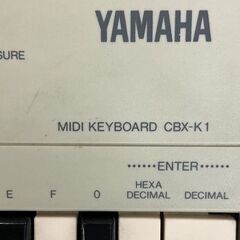 YAMAHA
SURE
MIDI KEYBOARD CBX-K1
······ENTER······
E F 0 HEXA DECIMAL
DECIMAL